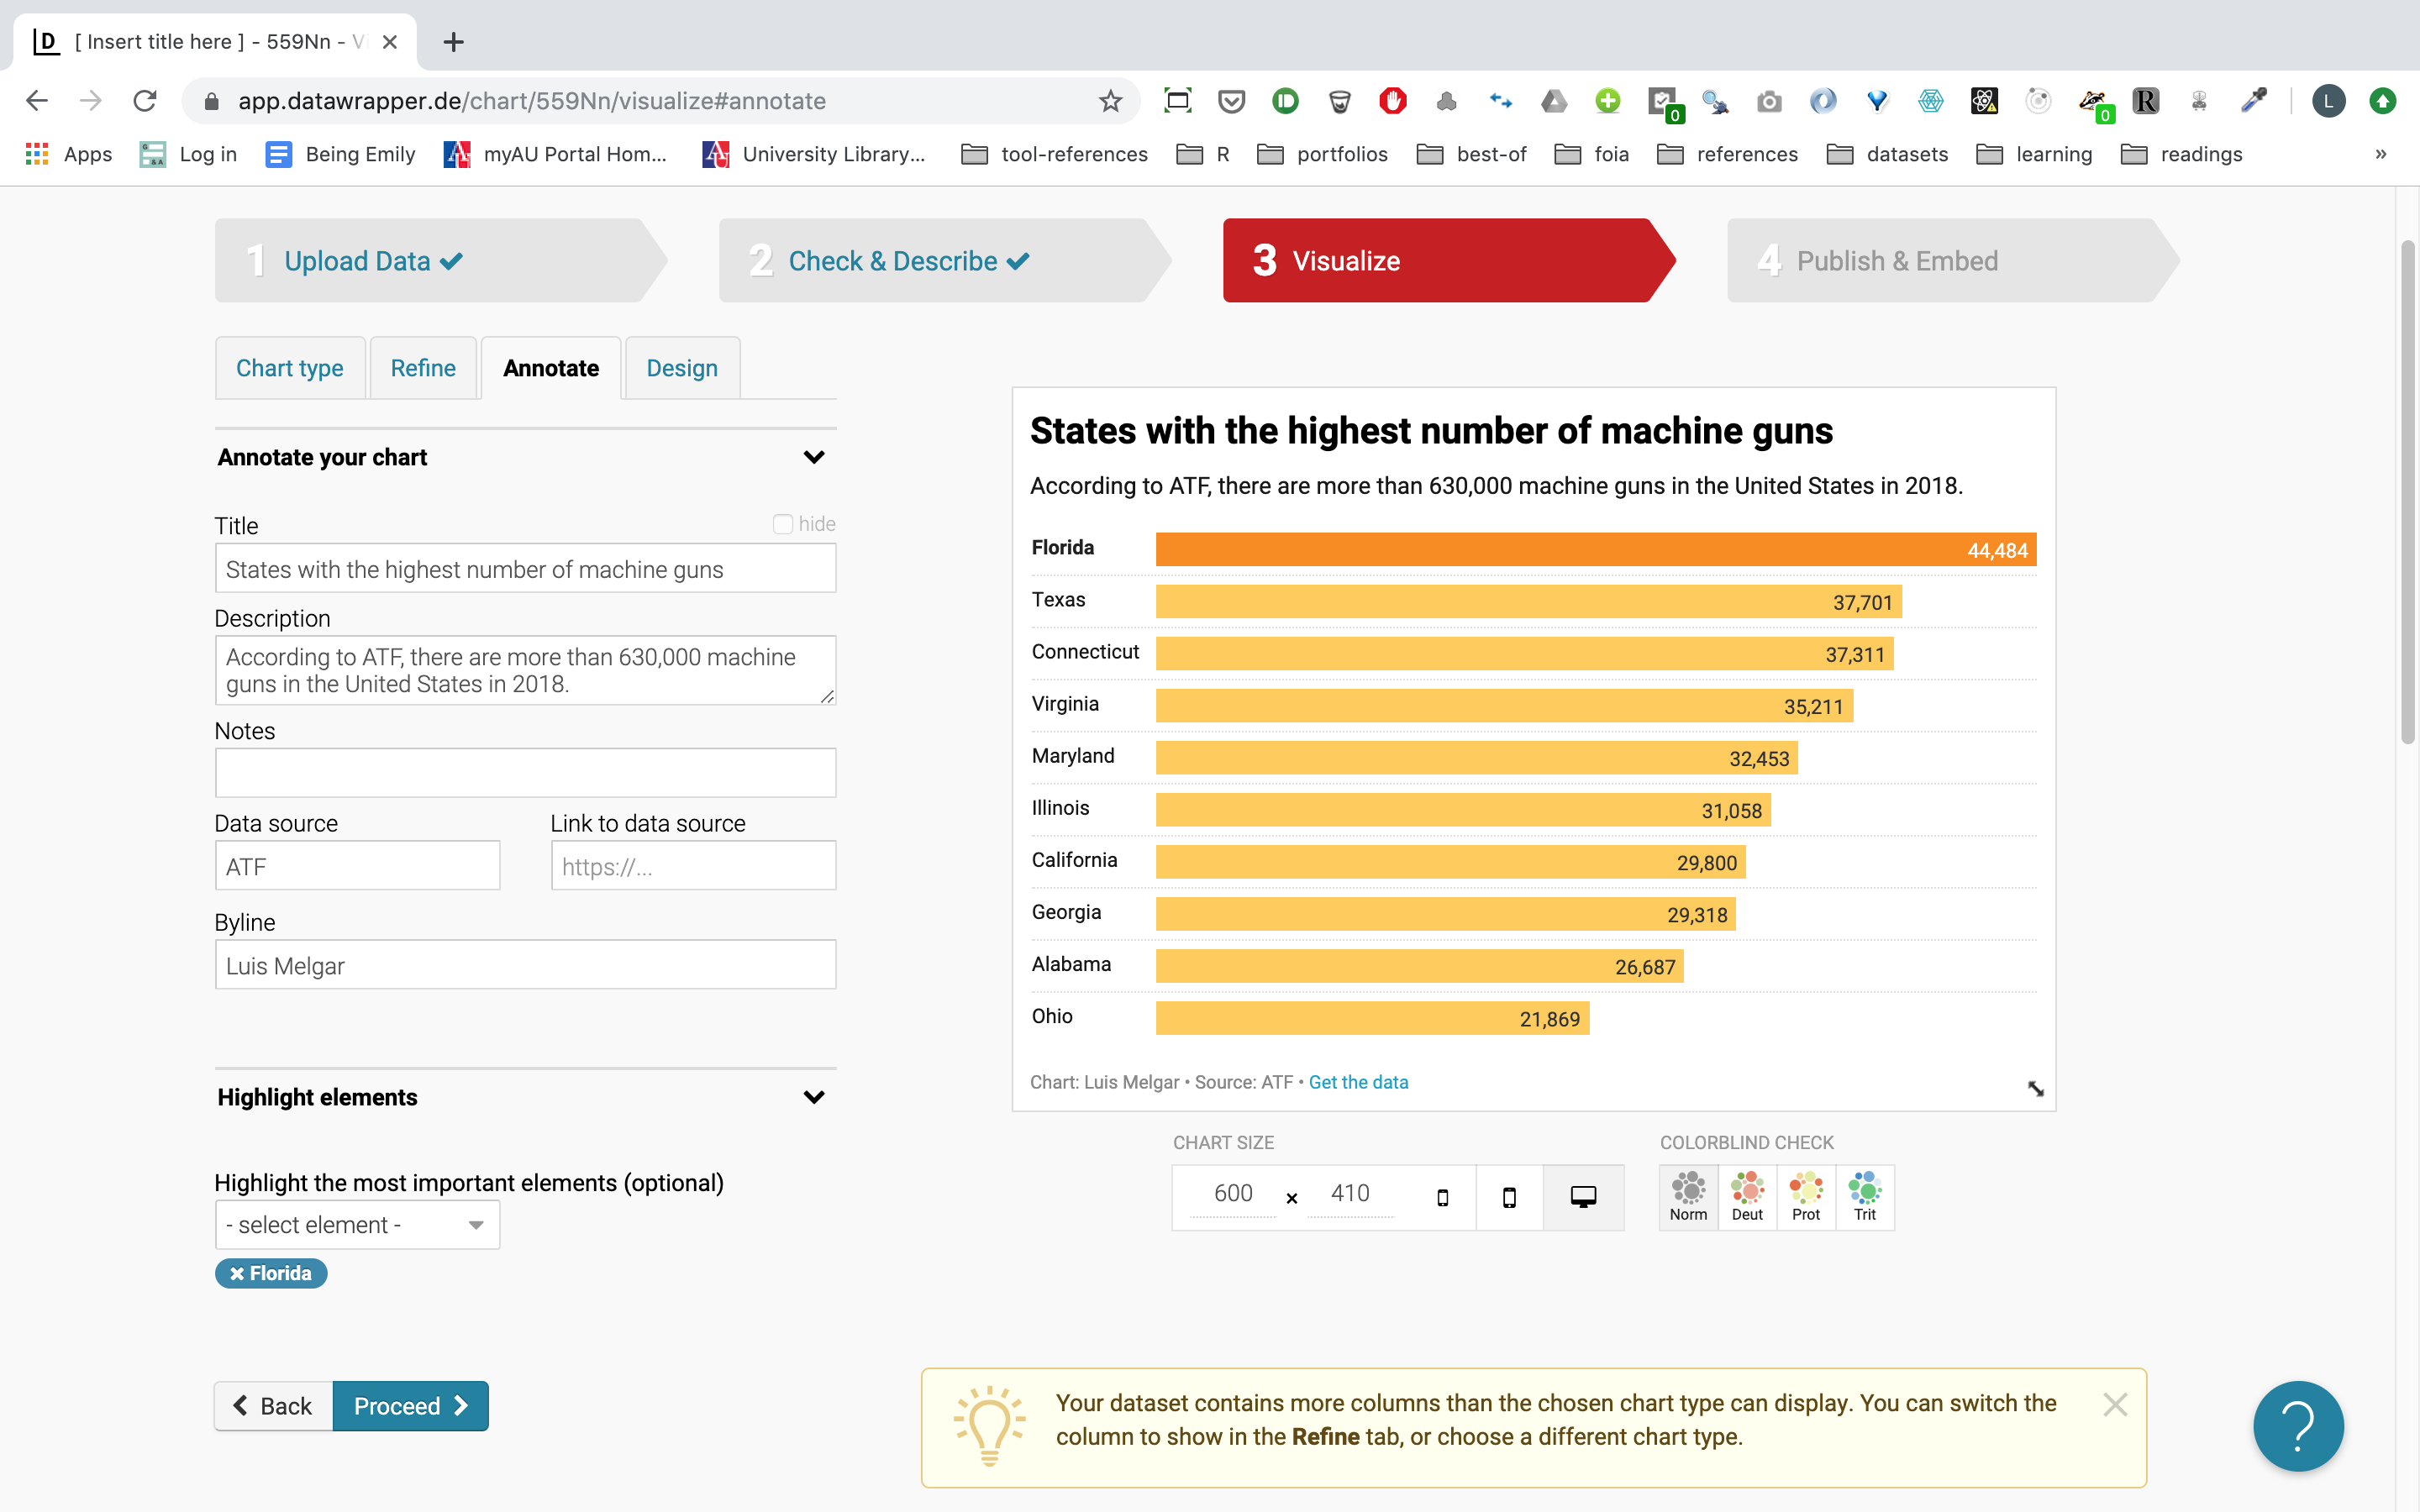 [ Insert title here ] - 559Nn - V
app.datawrapper.de/chart/559Nn/visualize#annotate
0
0
R
L
Apps
Log in
Being Emily
myAU Portal Hom...
University Library...
tool-references
R
portfolios
best-of
foia
references
datasets
learning
readings
»
1 Upload Data
2 Check & Describe
3 Visualize
4 Publish & Embed
Chart type
Refine
Annotate
Design
Annotate your chart
Title
hide
States with the highest number of machine guns
Description
According to ATF, there are more than 630,000 machine
guns in the United States in 2018.
Notes
Data source
Link to data source
ATF
https://...
Byline
Luis Melgar
Highlight elements
Highlight the most important elements (optional)
- select element -
Florida
Back
Proceed
States with the highest number of machine guns
According to ATF, there are more than 630,000 machine guns in the United States in 2018.
Florida 44,484
Texas 37,701
Connecticut 37,311
Virginia 35,211
Maryland 32,453
Illinois 31,058
California 29,800
Georgia 29,318
Alabama 26,687
Ohio 21,869
Chart: Luis Melgar • Source: ATF • Get the data
CHART SIZE
600 × 410
COLORBLIND CHECK
Norm
Deut
Prot
Trit
Your dataset contains more columns than the chosen chart type can display. You can switch the
column to show in the Refine tab, or choose a different chart type.
?